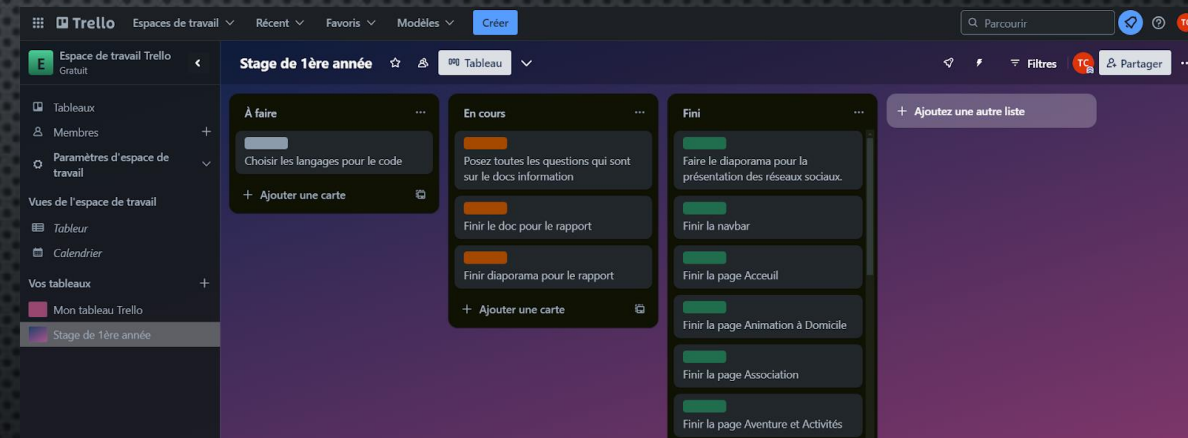 Trello
Espaces de travail
Récent
Favoris
Modèles
Créer
Parcourir
TC
E
Espace de travail Trello
Gratuit
Stage de 1ère année
Tableau
Filtres
TC
Partager
Tableaux
Membres
Paramètres d'espace de
travail
Vues de l'espace de travail
Tableur
Calendrier
Vos tableaux
Mon tableau Trello
Stage de 1ère année
À faire
Choisir les langages pour le code
+ Ajouter une carte
En cours
Posez toutes les questions qui sont
sur le docs information
Finir le doc pour le rapport
Finir diaporama pour le rapport
+ Ajouter une carte
Fini
Faire le diaporama pour la
présentation des réseaux sociaux.
Finir la navbar
Finir la page Acceuil
Finir la page Animation à Domicile
Finir la page Association
Finir la page Aventure et Activités
+ Ajoutez une autre liste